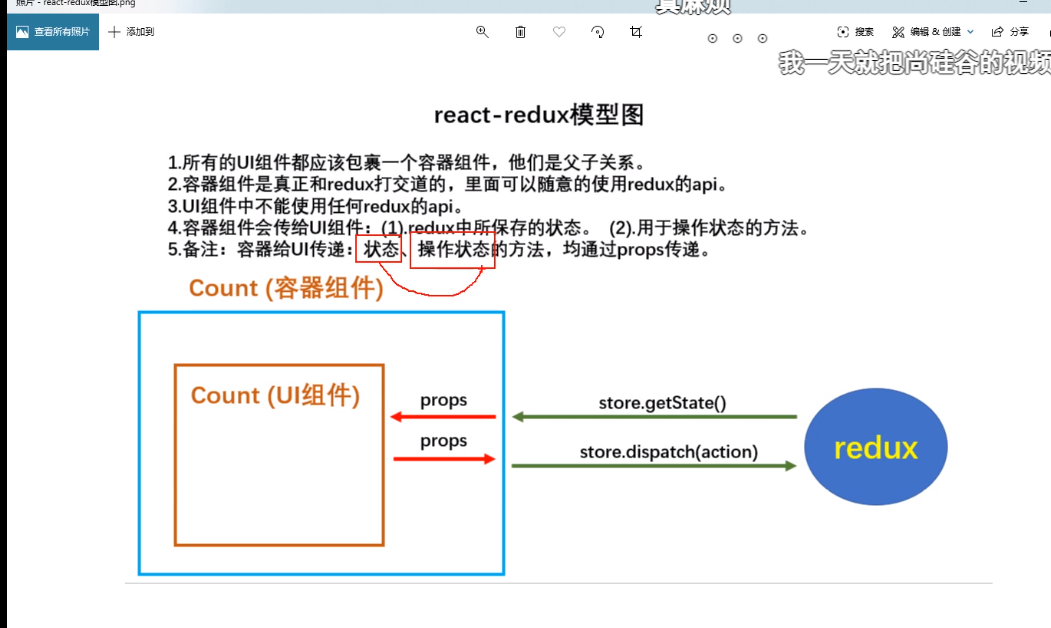 照片 - react-redux模型图.png
真麻烦
查看所有照片
添加到
搜索
编辑 & 创建
分享
我一天就把尚硅谷的视频
react-redux模型图
1.所有的UI组件都应该包裹一个容器组件，他们是父子关系。
2.容器组件是真正和redux打交道的，里面可以随意的使用redux的api。
3.UI组件中不能使用任何redux的api。
4.容器组件会传给UI组件：(1).redux中所保存的状态。 (2).用于操作状态的方法。
5.备注：容器给UI传递：状态、操作状态的方法，均通过props传递。
Count (容器组件)
Count (UI组件)
props
store.getState()
props
store.dispatch(action)
redux